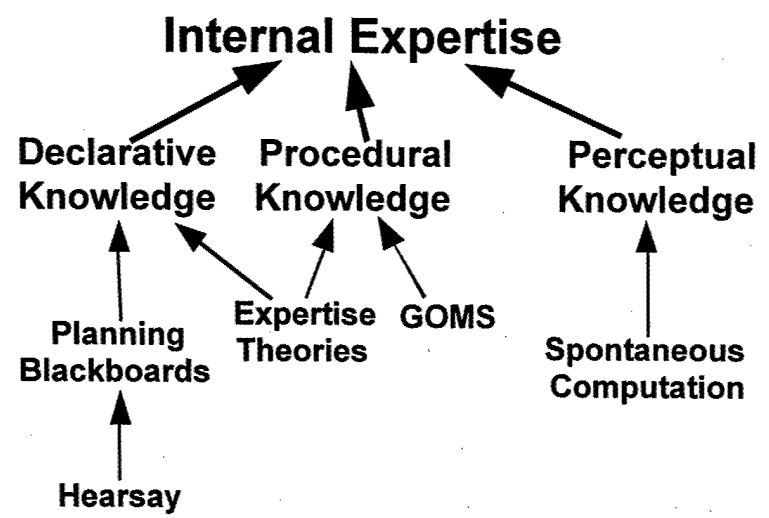 Internal Expertise
Declarative
Knowledge
Procedural
Knowledge
Perceptual
Knowledge
Planning
Blackboards
Expertise
Theories
GOMS
Spontaneous
Computation
Hearsay